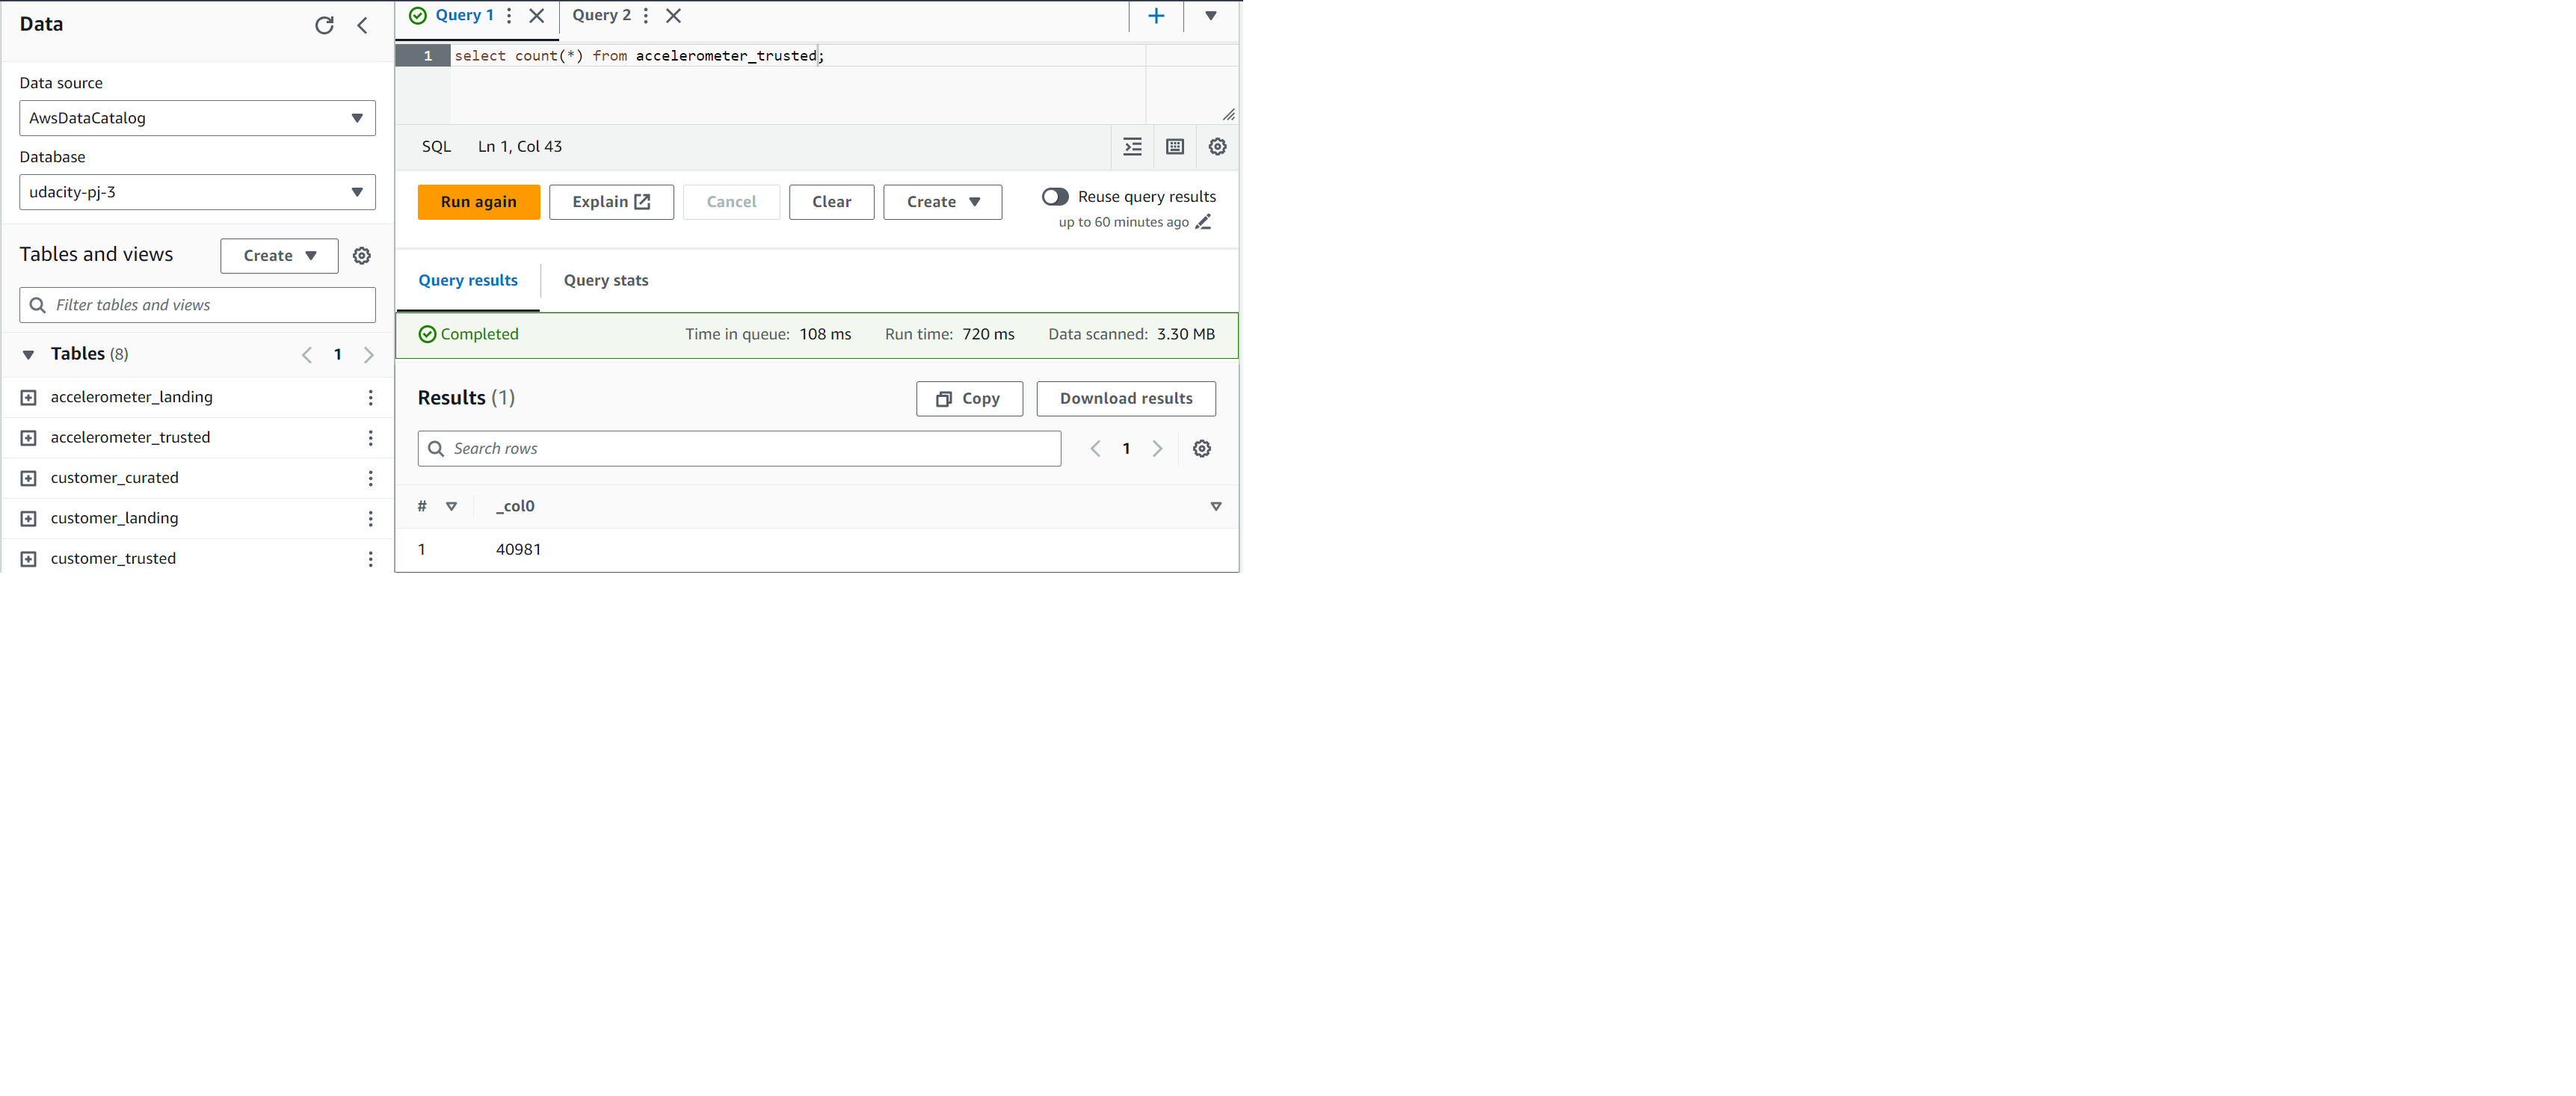 Data
Data source
AwsDataCatalog
Database
udacity-pj-3
Tables and views
Create
Filter tables and views
Tables (8)
1
accelerometer_landing
accelerometer_trusted
customer_curated
customer_landing
customer_trusted
Query 1
Query 2
1 select count(*) from accelerometer_trusted;
SQL Ln 1, Col 43
Run again
Explain
Cancel
Clear
Create
Reuse query results
up to 60 minutes ago
Query results
Query stats
Completed
Time in queue: 108 ms
Run time: 720 ms
Data scanned: 3.30 MB
Results (1)
Copy
Download results
Search rows
1
# _col0
1 40981